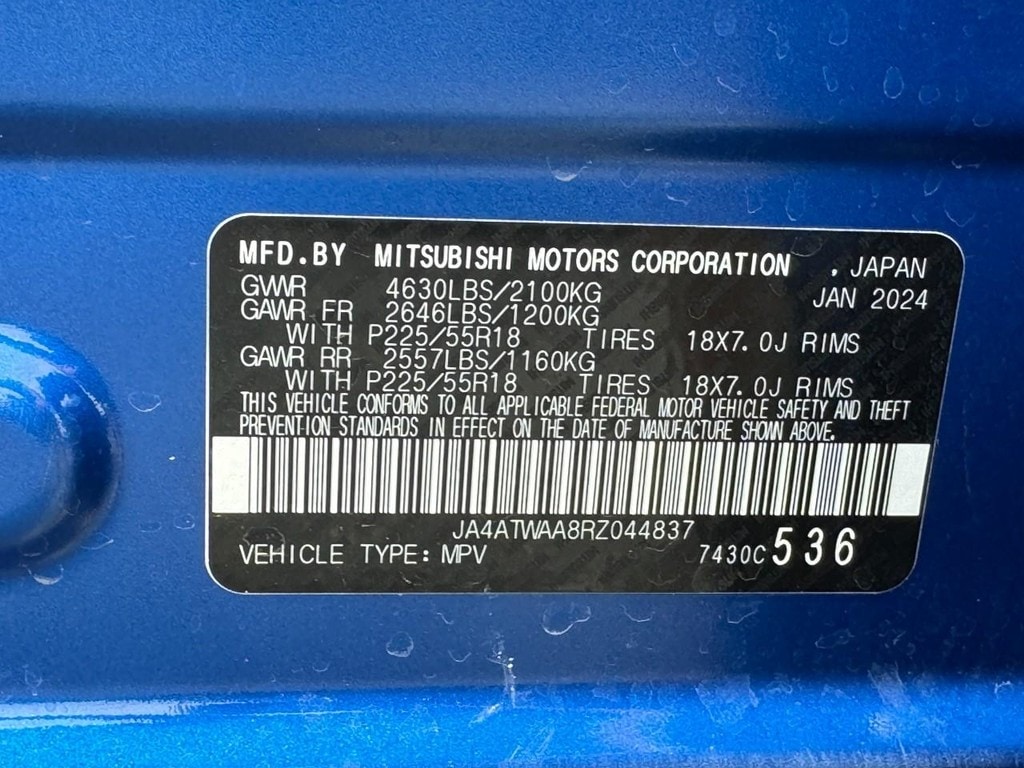 MFD.BY MITSUBISHI MOTORS CORPORATION . JAPAN
GVWR 4630LBS/2100KG JAN 2024
GAWR FR 2646LBS/1200KG
WITH P225/55R18 TIRES 18X7.0J RIMS
GAWR RR 2557LBS/1160KG
WITH P225/55R18 TIRES 18X7.0J RIMS
THIS VEHICLE CONFORMS TO ALL APPLICABLE FEDERAL MOTOR VEHICLE SAFETY AND THEFT
PREVENTION STANDARDS IN EFFECT ON THE DATE OF MANUFACTURE SHOWN ABOVE.
JA4ATWAA8RZ044837
VEHICLE TYPE: MPV 7430C 536